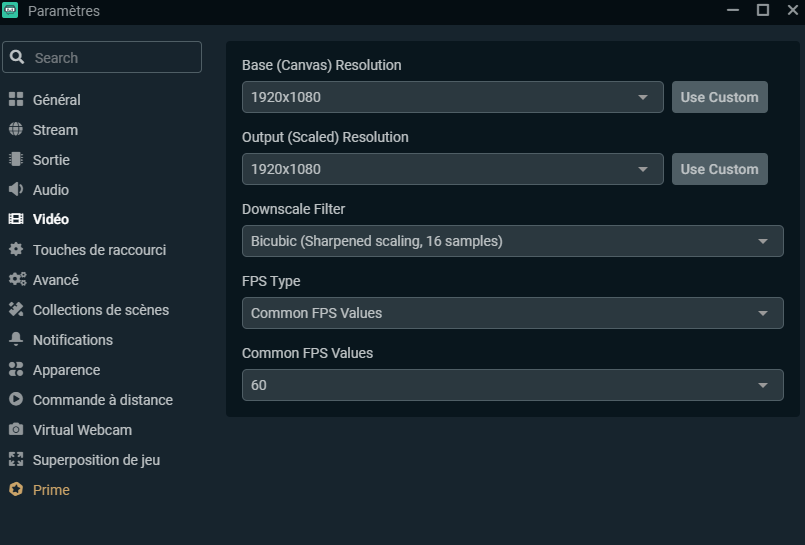 Paramètres
Search
Général
Stream
Sortie
Audio
Vidéo
Touches de raccourci
Avancé
Collections de scènes
Notifications
Apparence
Commande à distance
Virtual Webcam
Superposition de jeu
Prime
Base (Canvas) Resolution
1920x1080
Use Custom
Output (Scaled) Resolution
1920x1080
Use Custom
Downscale Filter
Bicubic (Sharpened scaling, 16 samples)
FPS Type
Common FPS Values
Common FPS Values
60